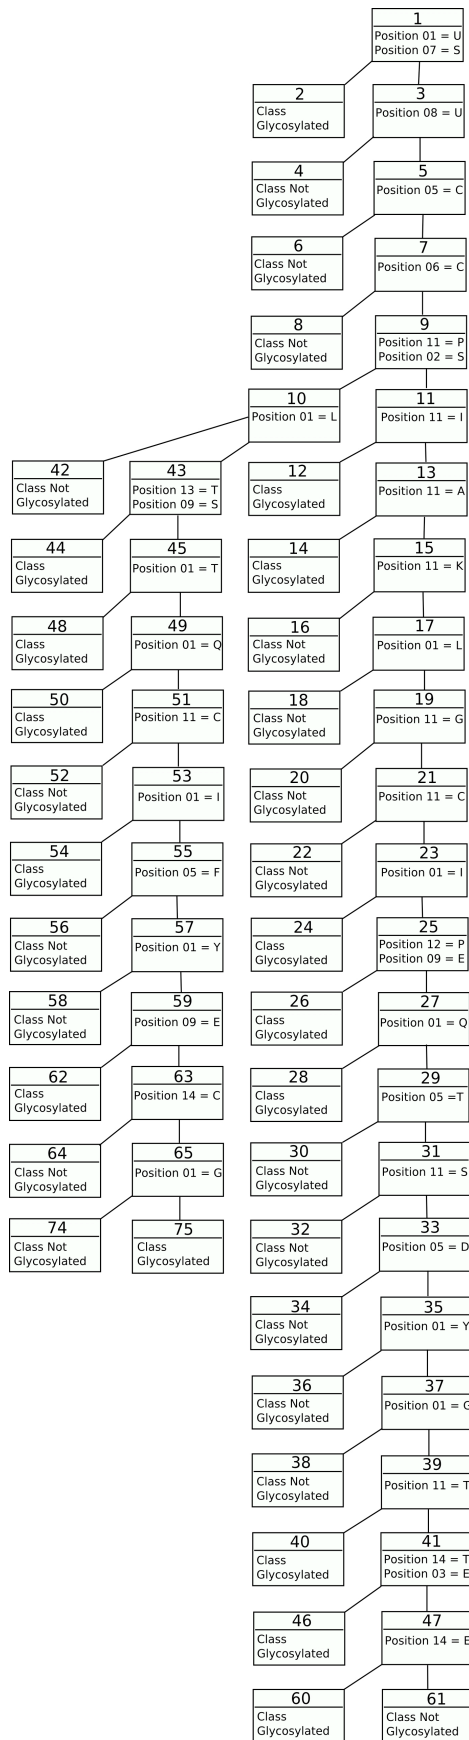 1
Position 01 = U
Position 07 = S
2
Class
Glycosylated
3
Position 08 = U
4
Class Not
Glycosylated
5
Position 05 = C
6
Class Not
Glycosylated
7
Position 06 = C
8
Class Not
Glycosylated
9
Position 11 = P
Position 02 = S
10
Position 01 = L
11
Position 11 = I
42
Class Not
Glycosylated
43
Position 13 = T
Position 09 = S
12
Class
Glycosylated
13
Position 11 = A
44
Class
Glycosylated
45
Position 01 = T
14
Class
Glycosylated
15
Position 11 = K
48
Class
Glycosylated
49
Position 01 = Q
16
Class Not
Glycosylated
17
Position 01 = L
50
Class
Glycosylated
51
Position 11 = C
18
Class Not
Glycosylated
19
Position 11 = G
52
Class Not
Glycosylated
53
Position 01 = I
20
Class Not
Glycosylated
21
Position 11 = C
54
Class
Glycosylated
55
Position 05 = F
22
Class Not
Glycosylated
23
Position 01 = I
56
Class Not
Glycosylated
57
Position 01 = Y
24
Class
Glycosylated
25
Position 12 = P
Position 09 = E
58
Class Not
Glycosylated
59
Position 09 = E
26
Class
Glycosylated
27
Position 01 = Q
62
Class
Glycosylated
63
Position 14 = C
28
Class
Glycosylated
29
Position 05 =T
64
Class Not
Glycosylated
65
Position 01 = G
30
Class Not
Glycosylated
31
Position 11 = S
74
Class Not
Glycosylated
75
Class
Glycosylated
32
Class Not
Glycosylated
33
Position 05 = D
34
Class Not
Glycosylated
35
Position 01 = Y
36
Class Not
Glycosylated
37
Position 01 = G
38
Class Not
Glycosylated
39
Position 11 = T
40
Class
Glycosylated
41
Position 14 = T
Position 03 = E
46
Class
Glycosylated
47
Position 14 = E
60
Class
Glycosylated
61
Class Not
Glycosylated